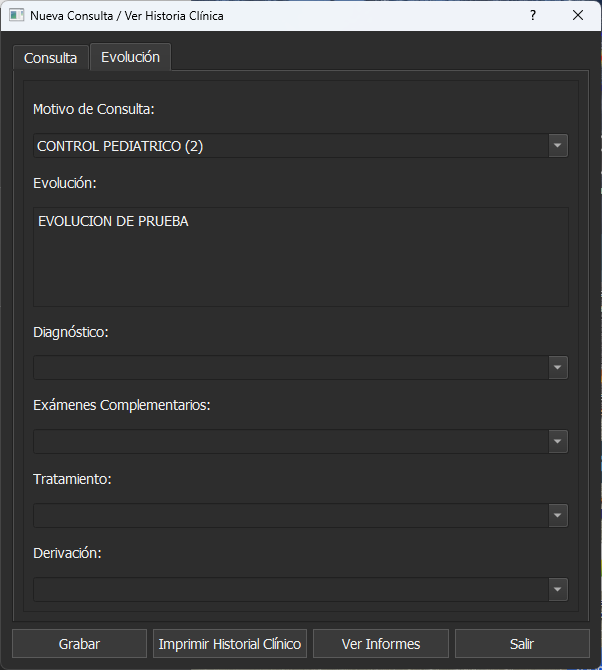 Nueva Consulta / Ver Historia Clínica
?
Consulta
Evolución
Motivo de Consulta:
CONTROL PEDIATRICO (2)
Evolución:
EVOLUCION DE PRUEBA
Diagnóstico:
Exámenes Complementarios:
Tratamiento:
Derivación:
Grabar
Imprimir Historial Clínico
Ver Informes
Salir